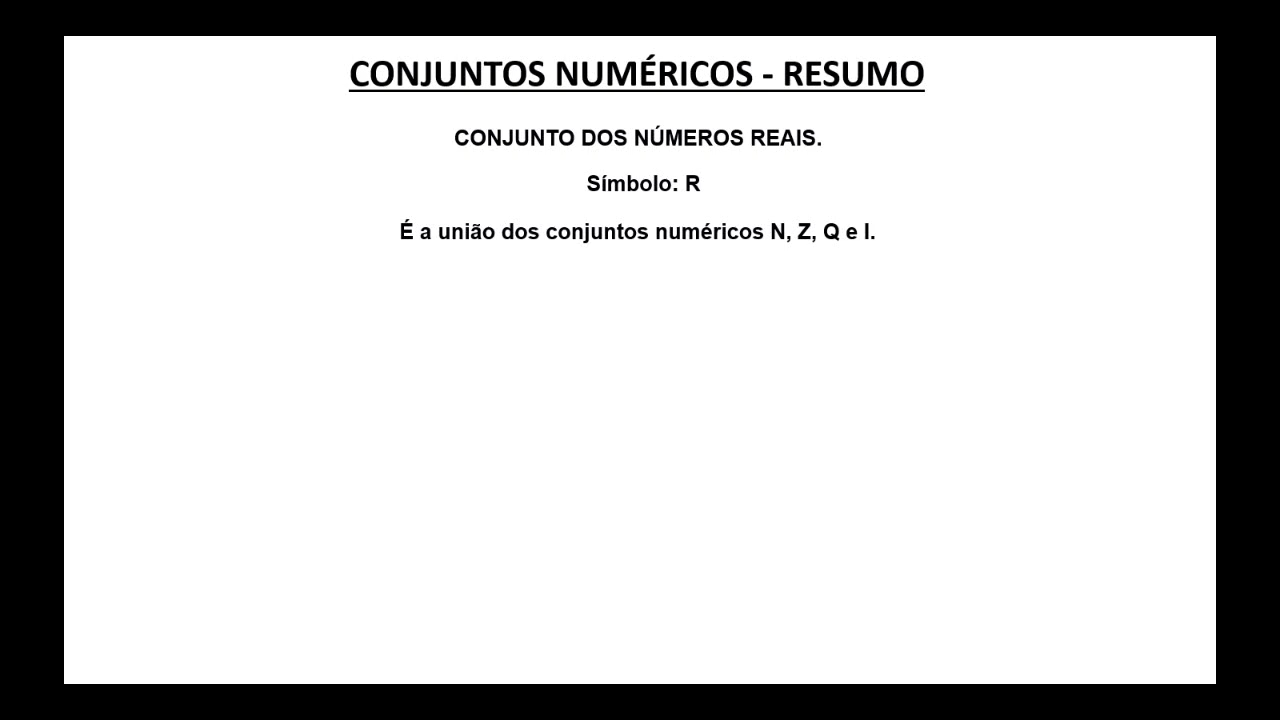 CONJUNTOS NUMÉRICOS - RESUMO
CONJUNTO DOS NÚMEROS REAIS.
Símbolo: R
É a união dos conjuntos numéricos N, Z, Q e I.